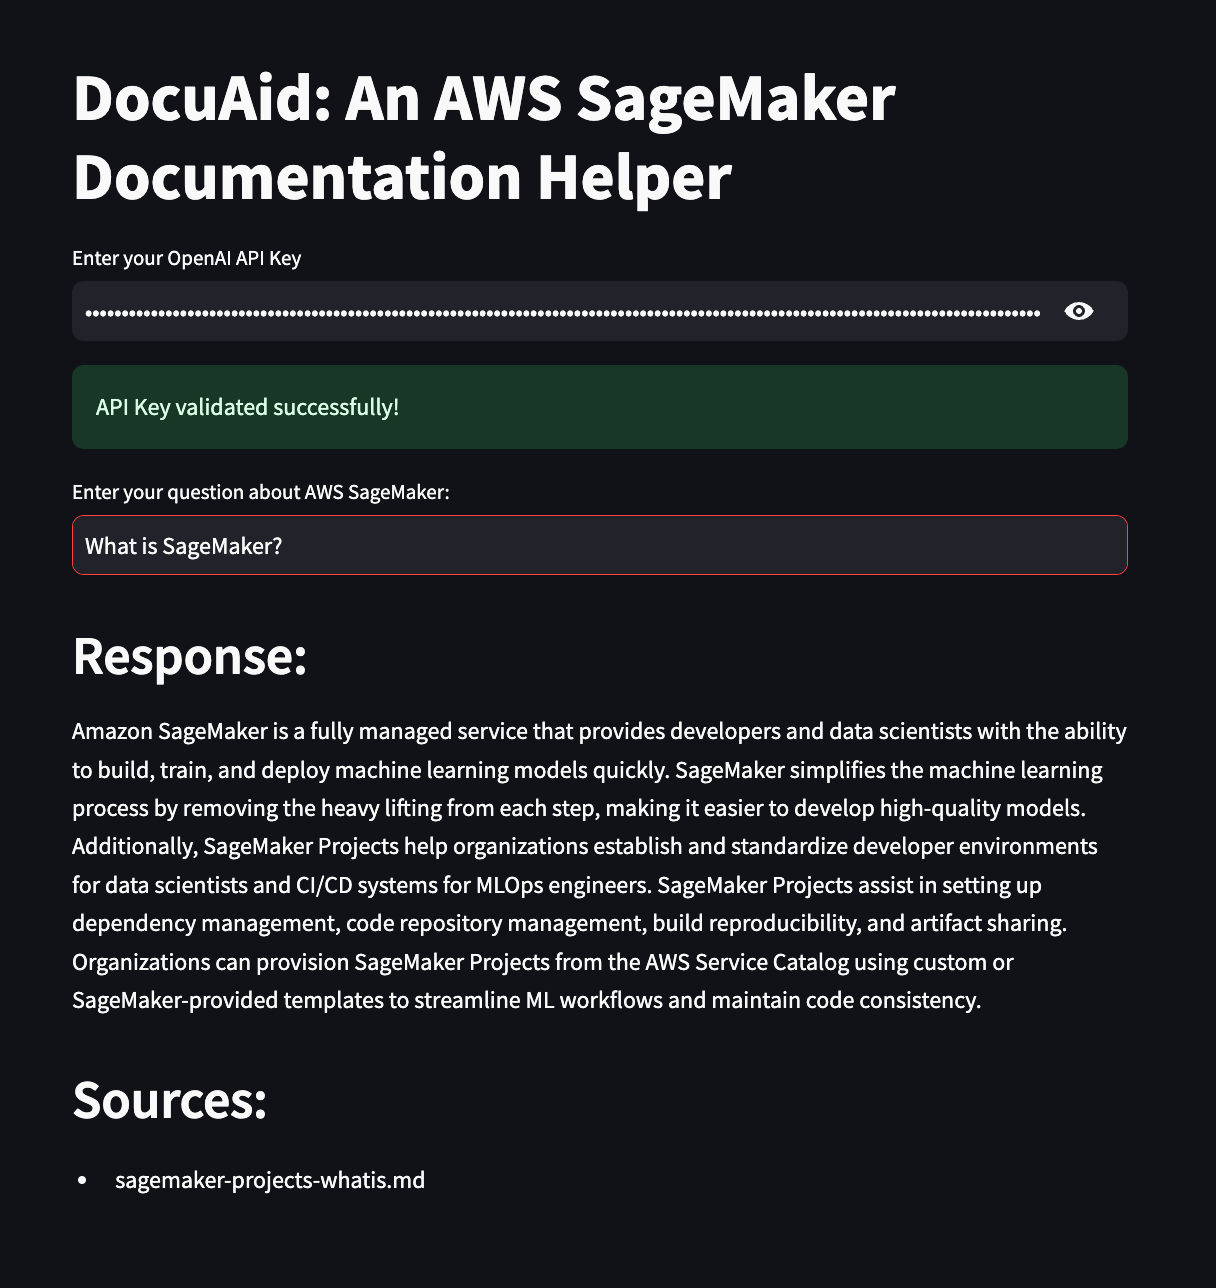 DocuAid: An AWS SageMaker
Documentation Helper
Enter your OpenAI API Key
API Key validated successfully!
Enter your question about AWS SageMaker:
What is SageMaker?
Response:
Amazon SageMaker is a fully managed service that provides developers and data scientists with the ability
to build, train, and deploy machine learning models quickly. SageMaker simplifies the machine learning
process by removing the heavy lifting from each step, making it easier to develop high-quality models.
Additionally, SageMaker Projects help organizations establish and standardize developer environments
for data scientists and CI/CD systems for MLOps engineers. SageMaker Projects assist in setting up
dependency management, code repository management, build reproducibility, and artifact sharing.
Organizations can provision SageMaker Projects from the AWS Service Catalog using custom or
SageMaker-provided templates to streamline ML workflows and maintain code consistency.
Sources:
• sagemaker-projects-whatis.md